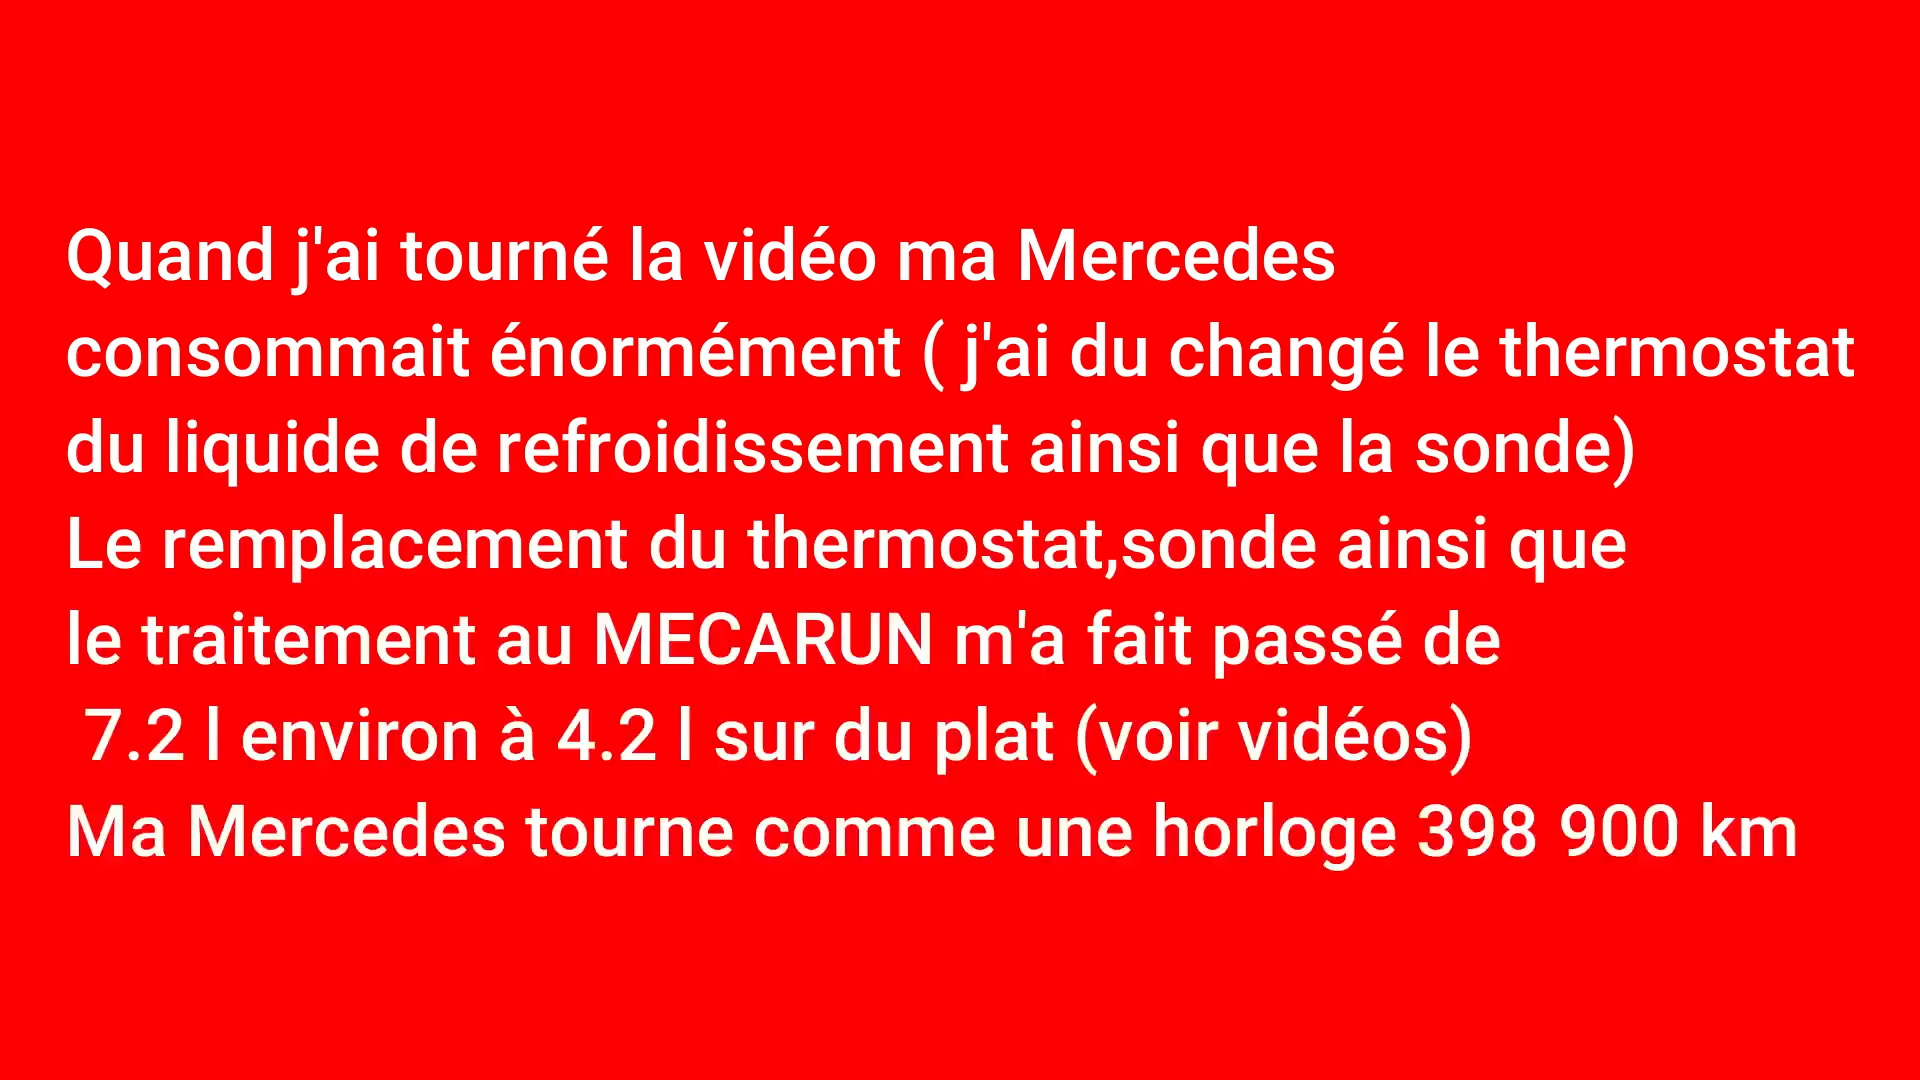 Quand j'ai tourné la vidéo ma Mercedes
consommait énormément ( j'ai du changé le thermostat
du liquide de refroidissement ainsi que la sonde)
Le remplacement du thermostat,sonde ainsi que
le traitement au MECARUN m'a fait passé de
7.2 l environ à 4.2 l sur du plat (voir vidéos)
Ma Mercedes tourne comme une horloge 398 900 km